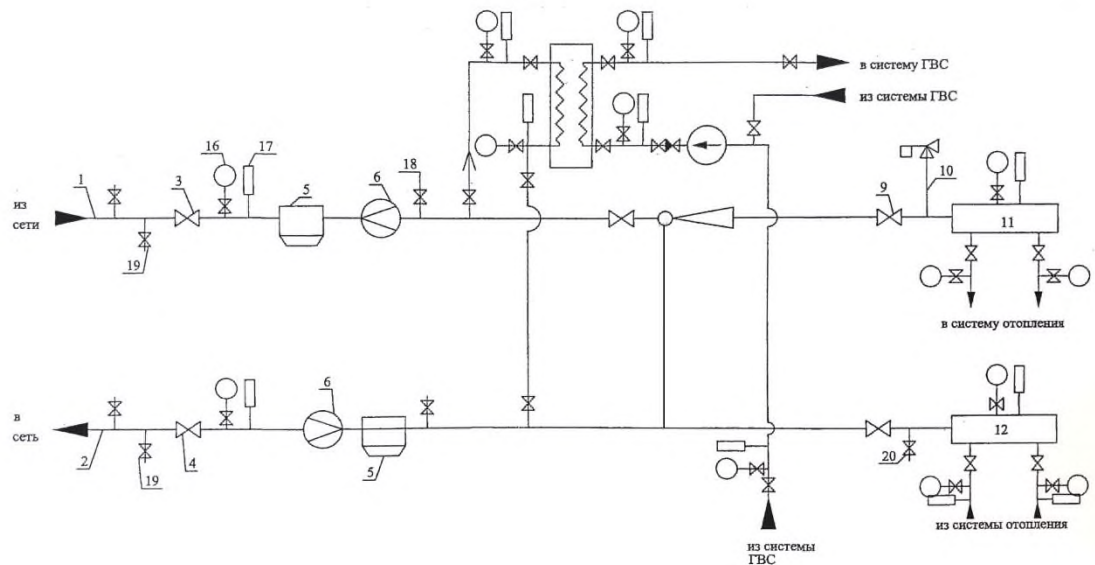 в систему ГВС
из системы ГВС
16
17
18
1
3
5
6
9
10
из
сети
11
19
в систему отопления
6
в
сеть
12
2
19
4
5
20
из системы отопления
из системы
ГВС